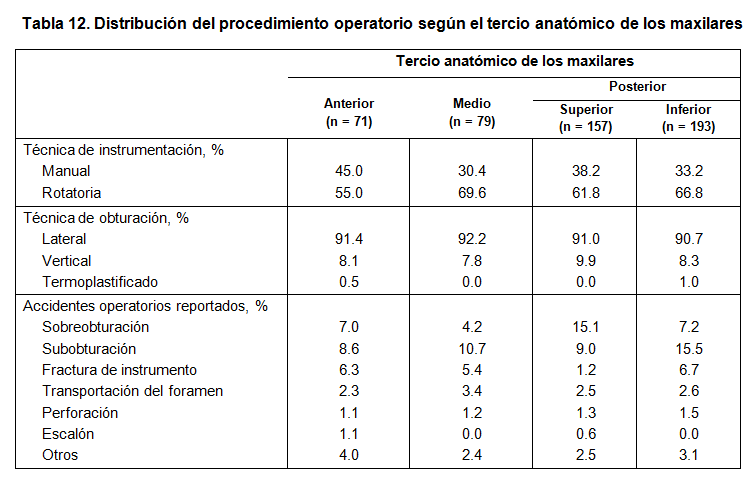 Tabla 12. Distribución del procedimiento operatorio según el tercio anatómico de los maxilares
Tercio anatómico de los maxilares
Posterior
Anterior (n = 71) Medio (n = 79) Superior (n = 157) Inferior (n = 193)
Técnica de instrumentación, %
Manual 45.0 30.4 38.2 33.2
Rotatoria 55.0 69.6 61.8 66.8
Técnica de obturación, %
Lateral 91.4 92.2 91.0 90.7
Vertical 8.1 7.8 9.9 8.3
Termoplastificado 0.5 0.0 0.0 1.0
Accidentes operatorios reportados, %
Sobreobturación 7.0 4.2 15.1 7.2
Subobturación 8.6 10.7 9.0 15.5
Fractura de instrumento 6.3 5.4 1.2 6.7
Transportación del foramen 2.3 3.4 2.5 2.6
Perforación 1.1 1.2 1.3 1.5
Escalón 1.1 0.0 0.6 0.0
Otros 4.0 2.4 2.5 3.1